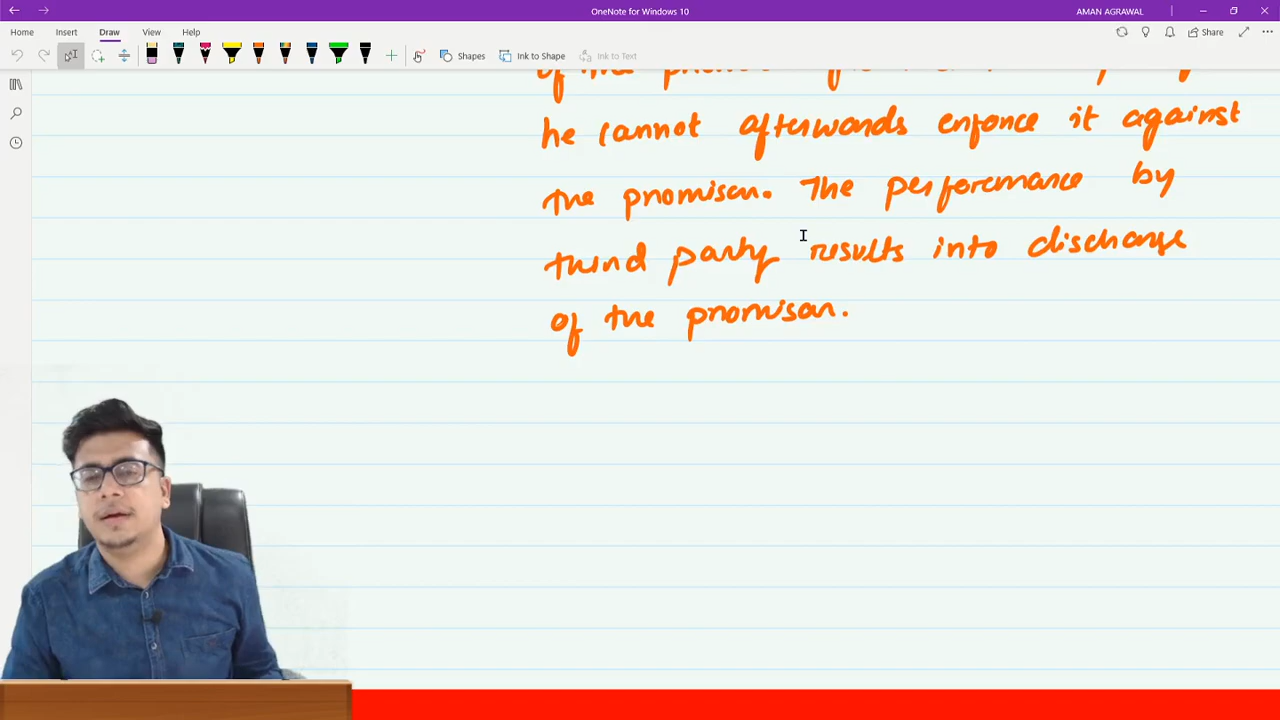 OneNote for Windows 10
AMAN AGRAWAL
Home Insert Draw View Help
Share
Shapes Ink to Shape Ink to Text
of the
he cannot afterwards enforce it against
the promisor. The performance by
third party results into discharge
of the promisor.